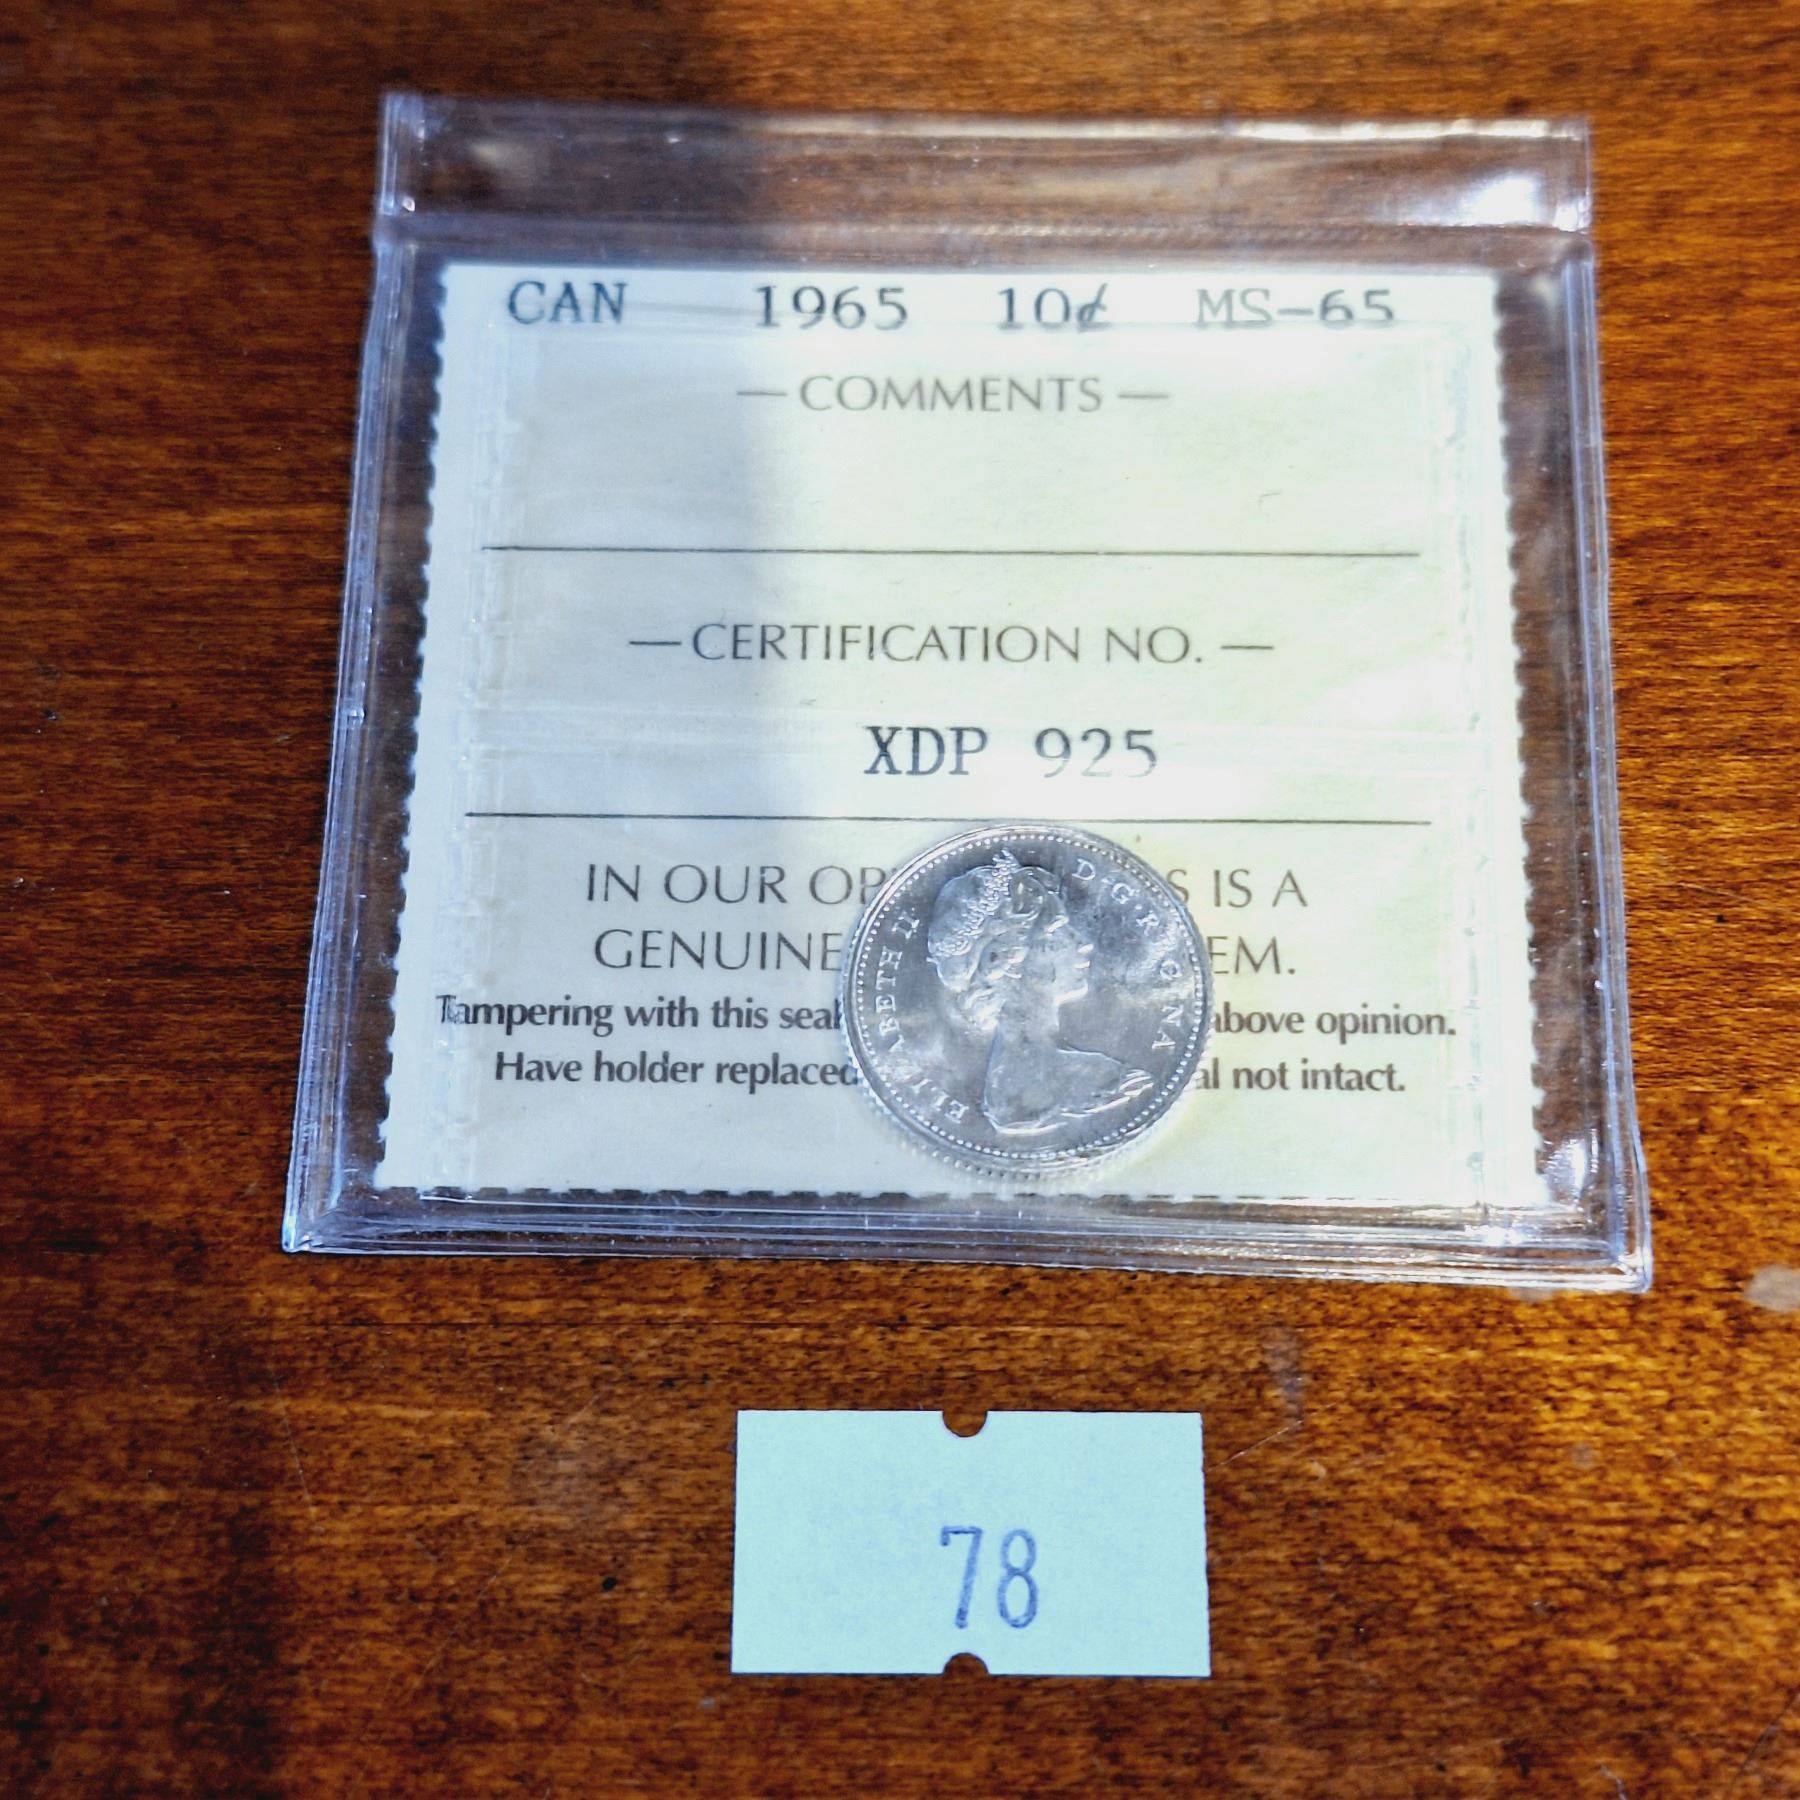 CAN 1965 10¢ MS-65
— COMMENTS —
— CERTIFICATION NO. —
XDP 925
IN OUR OP S IS A
GENUINE EM.
Tampering with this seal above opinion.
Have holder replaced al not intact.
ELIZABETH II D·G·REGINA
78